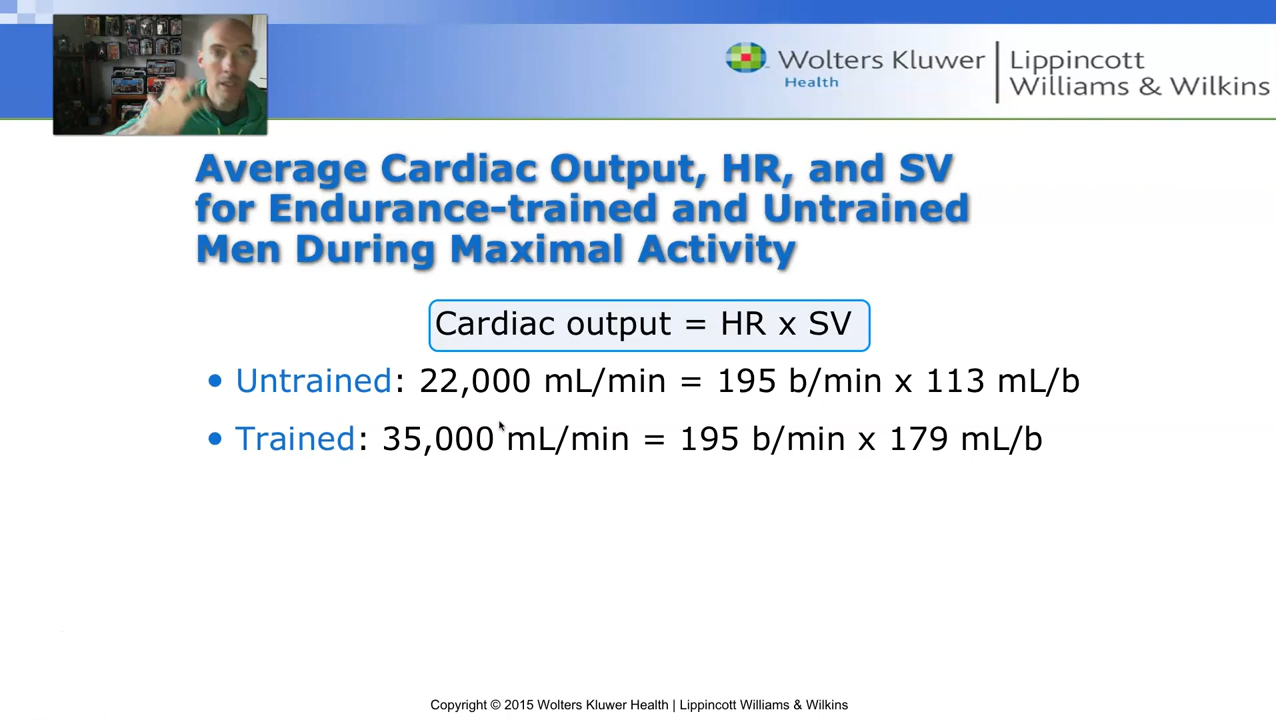 Wolters Kluwer
Health
Lippincott
Williams & Wilkins
Average Cardiac Output, HR, and SV
for Endurance-trained and Untrained
Men During Maximal Activity
Cardiac output = HR x SV
• Untrained: 22,000 mL/min = 195 b/min x 113 mL/b
• Trained: 35,000 mL/min = 195 b/min x 179 mL/b
Copyright © 2015 Wolters Kluwer Health | Lippincott Williams & Wilkins